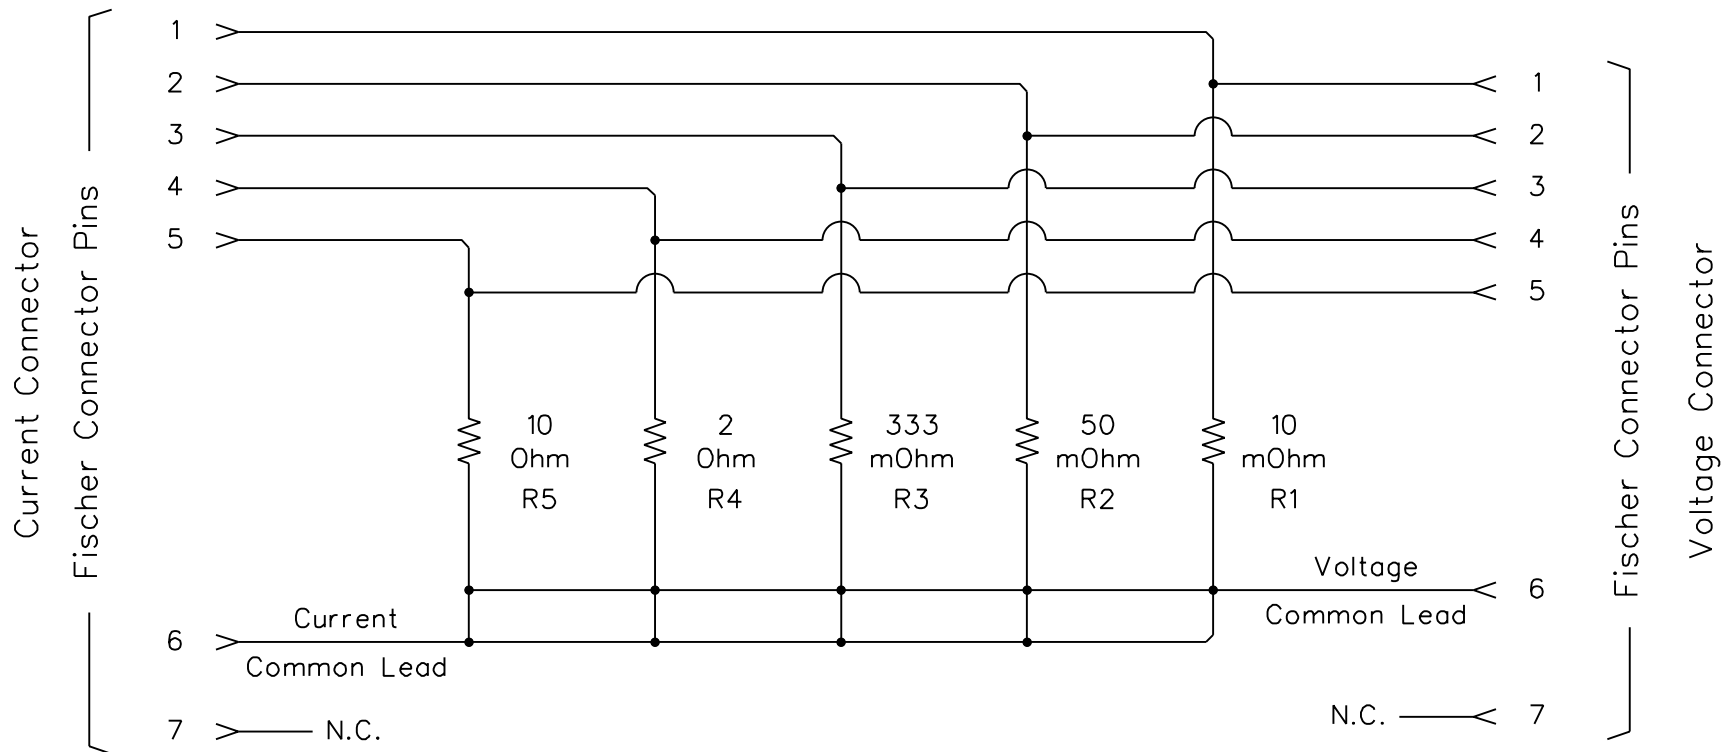 Current Connector
Fischer Connector Pins
1
2
3
4
5
6
7
Current
Common Lead
N.C.
10
Ohm
R5
2
Ohm
R4
333
mOhm
R3
50
mOhm
R2
10
mOhm
R1
Voltage
Common Lead
N.C.
1
2
3
4
5
6
7
Fischer Connector Pins
Voltage Connector